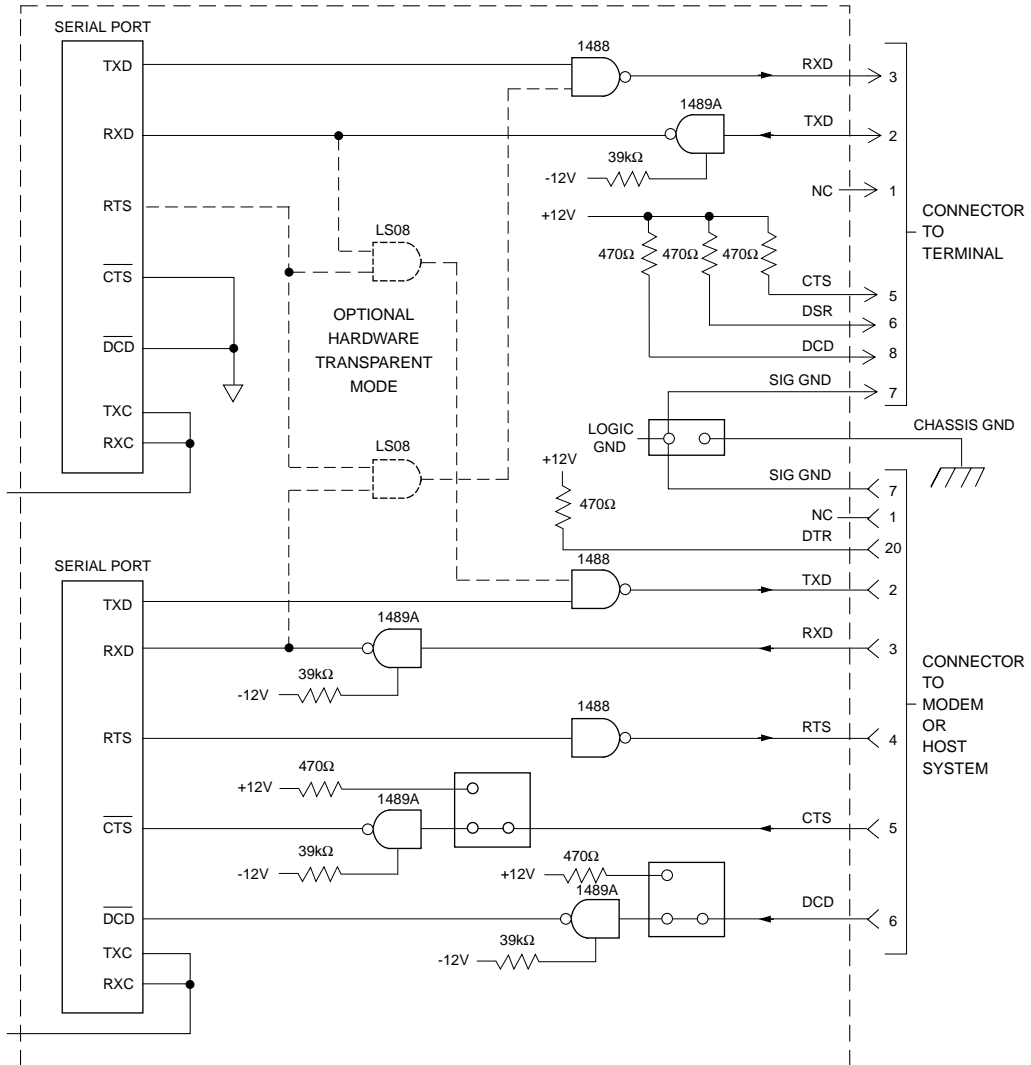 SERIAL PORT
TXD
1488
RXD
3
1489A
RXD
TXD
2
39kΩ
-12V
NC
1
RTS
+12V
CONNECTOR
TO
TERMINAL
LS08
470Ω
470Ω
470Ω
CTS
CTS
5
OPTIONAL
HARDWARE
TRANSPARENT
MODE
DSR
6
DCD
DCD
8
SIG GND
7
TXC
RXC
LOGIC
GND
CHASSIS GND
LS08
+12V
SIG GND
7
470Ω
NC
1
DTR
20
SERIAL PORT
1488
TXD
TXD
2
1489A
RXD
RXD
3
39kΩ
-12V
CONNECTOR
TO
MODEM
OR
HOST
SYSTEM
1488
RTS
RTS
4
470Ω
+12V
1489A
CTS
CTS
5
39kΩ
-12V
470Ω
+12V
1489A
DCD
DCD
6
39kΩ
-12V
TXC
RXC